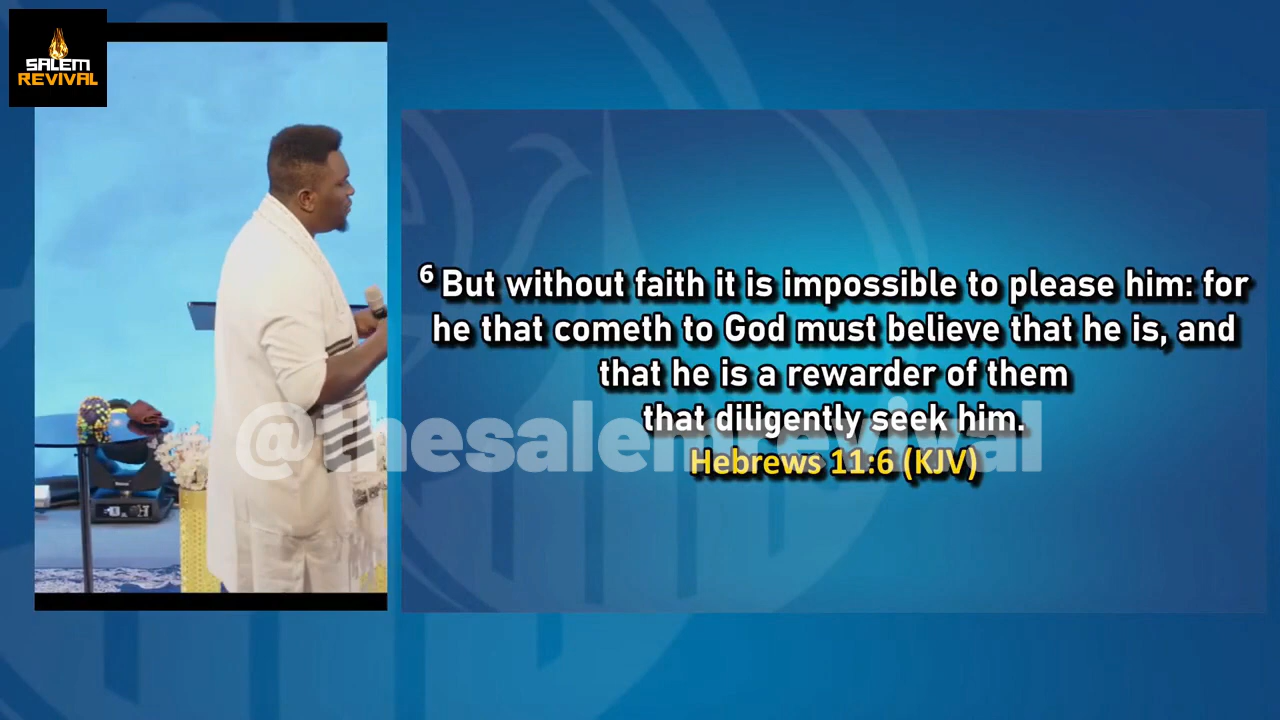 SALEM
REVIVAL
6 But without faith it is impossible to please him: for
he that cometh to God must believe that he is, and
that he is a rewarder of them
that diligently seek him.
@thesalemrevival
Hebrews 11:6 (KJV)